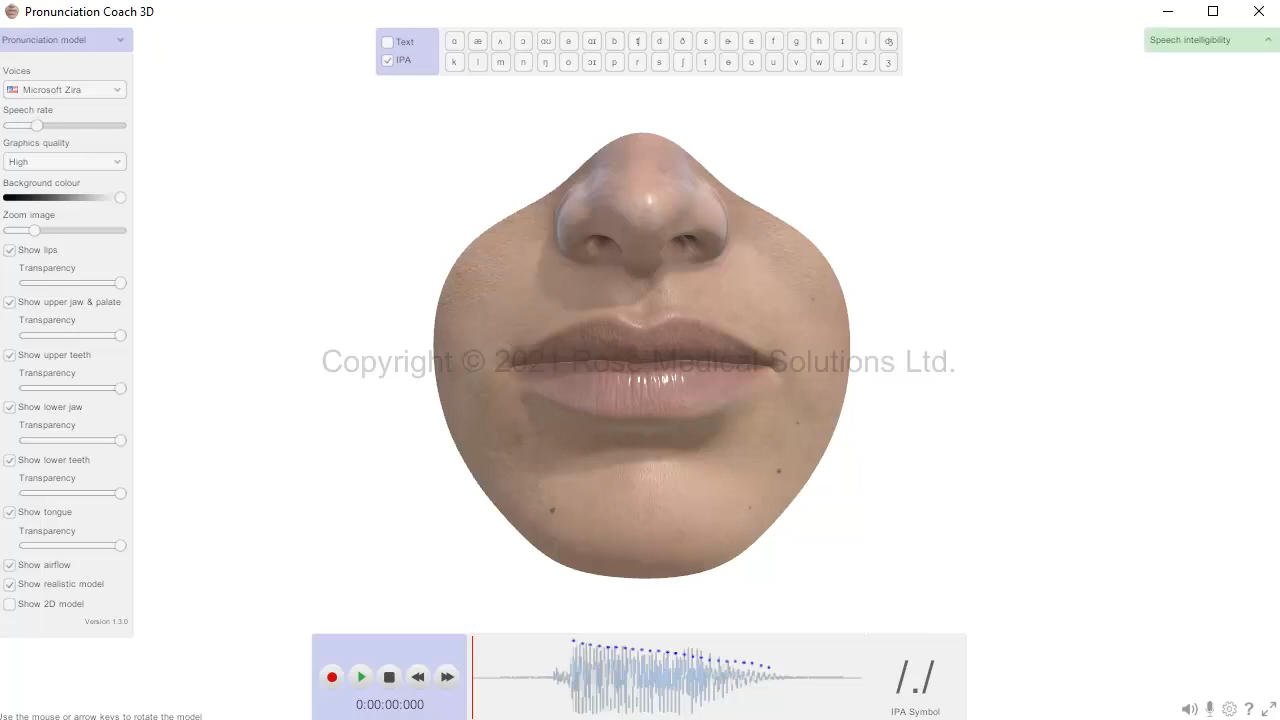 Pronunciation Coach 3D
Pronunciation model
Voices
Microsoft Zira
Speech rate
Graphics quality
High
Background colour
Zoom image
Show lips
Transparency
Show upper jaw & palate
Transparency
Show upper teeth
Transparency
Show lower jaw
Transparency
Show lower teeth
Transparency
Show tongue
Transparency
Show airflow
Show realistic model
Show 2D model
Version 1.3.0
Use the mouse or arrow keys to rotate the model
Text
IPA
ɑ æ ʌ ɔ aʊ ə aɪ b ʧ d ð ɛ ɚ e f g h ɪ i ʤ
k l m n ŋ o ɔɪ p r s ʃ t ɵ ʊ u v w j z ʒ
Speech intelligibility
Copyright © 2021 Rose Medical Solutions Ltd.
0:00:00:000
/./
IPA Symbol